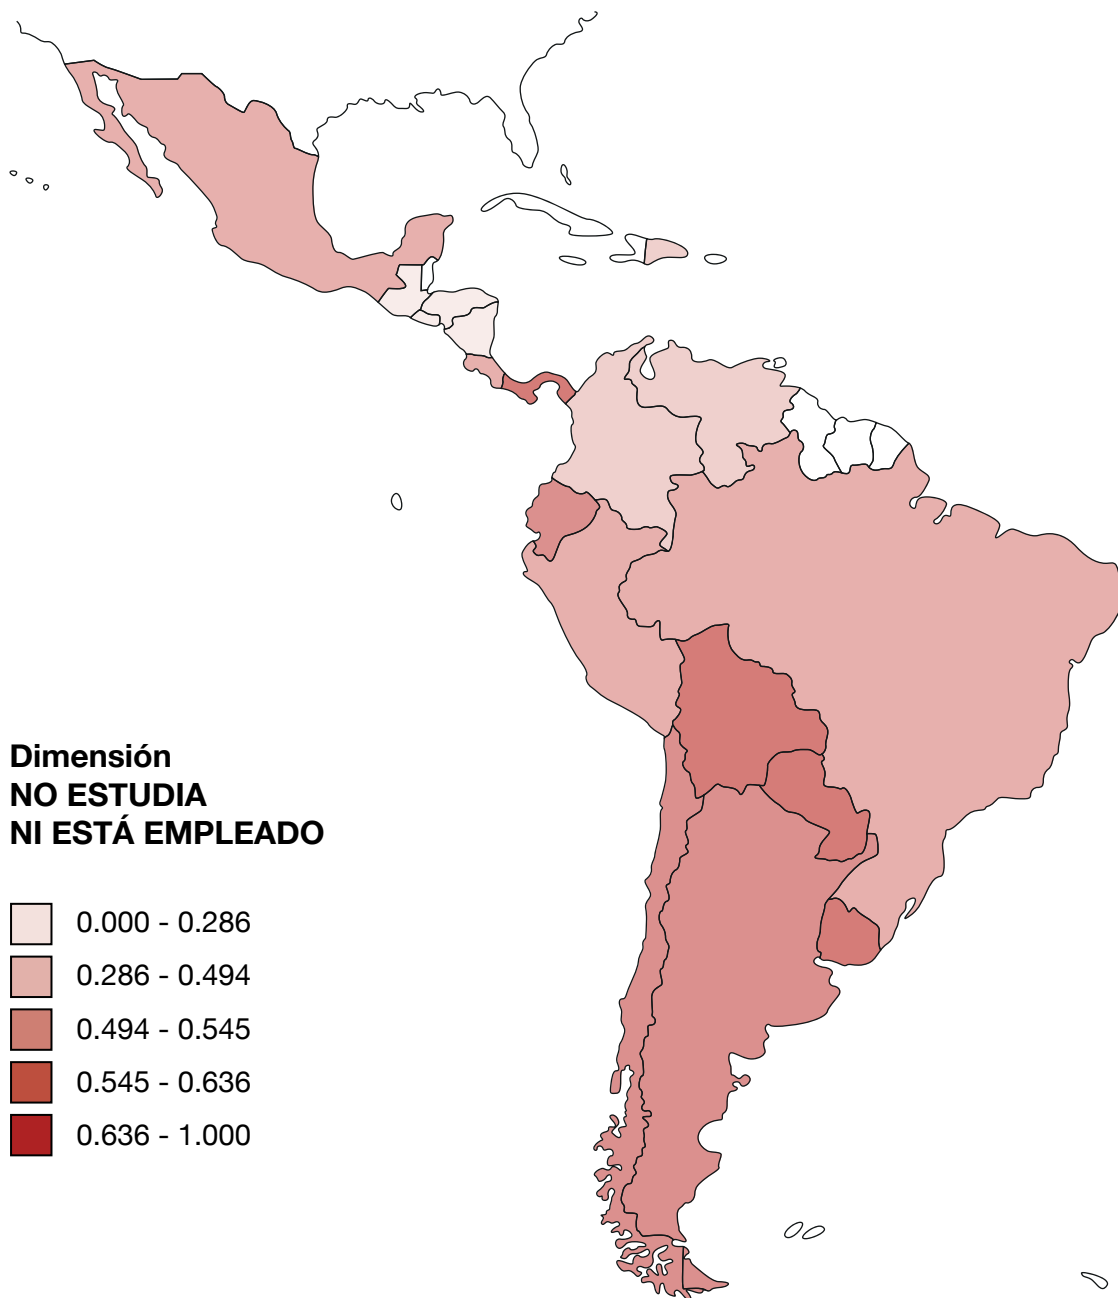 Dimensión
NO ESTUDIA
NI ESTÁ EMPLEADO
0.000 - 0.286
0.286 - 0.494
0.494 - 0.545
0.545 - 0.636
0.636 - 1.000